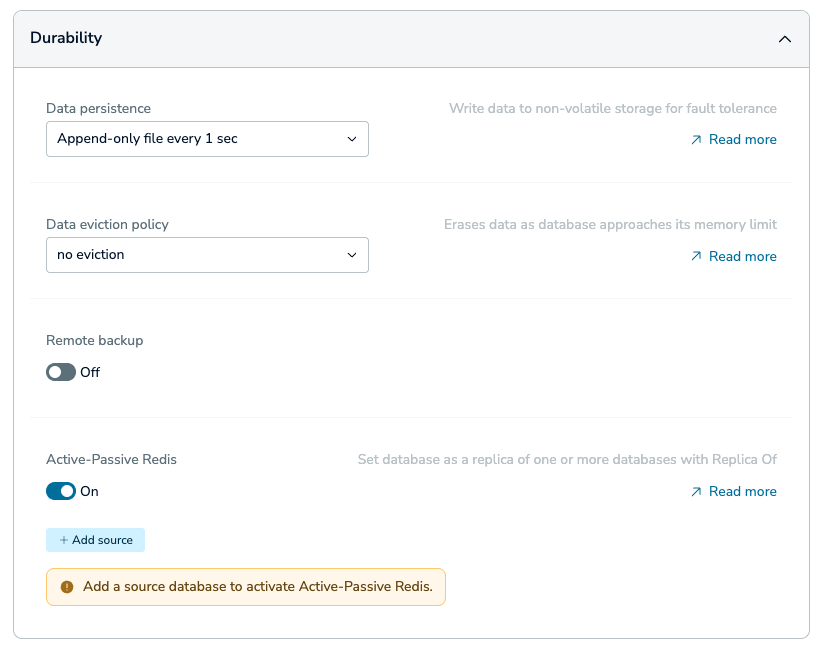 Durability
Data persistence
Write data to non-volatile storage for fault tolerance
Append-only file every 1 sec
Read more
Data eviction policy
Erases data as database approaches its memory limit
no eviction
Read more
Remote backup
Off
Active-Passive Redis
Set database as a replica of one or more databases with Replica Of
On
Read more
+ Add source
Add a source database to activate Active-Passive Redis.